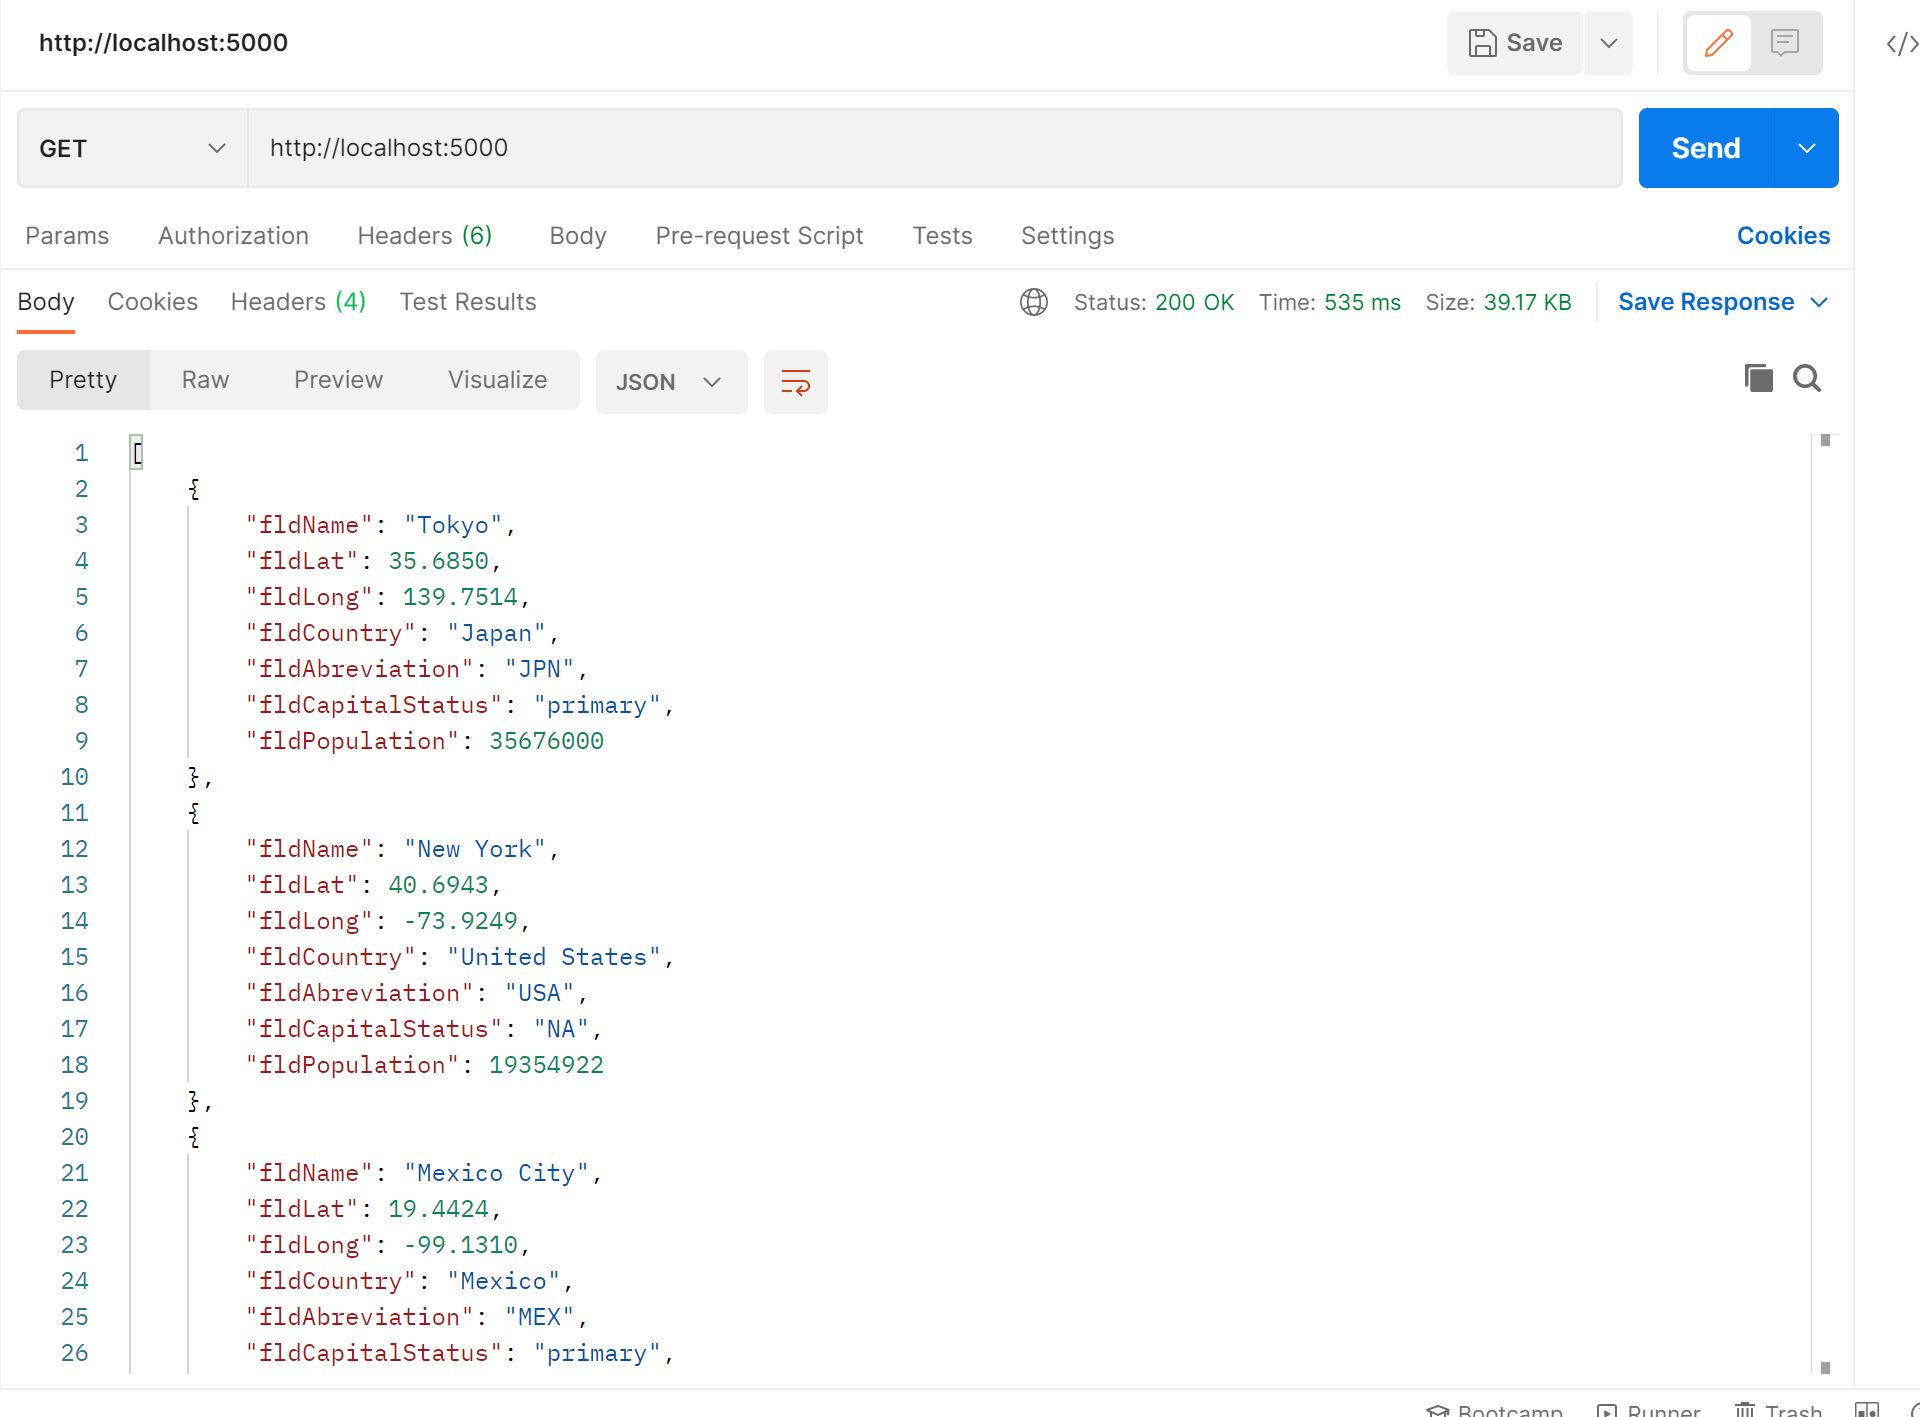 http://localhost:5000 Save
GET http://localhost:5000 Send
Params Authorization Headers (6) Body Pre-request Script Tests Settings Cookies
Body Cookies Headers (4) Test Results Status: 200 OK Time: 535 ms Size: 39.17 KB Save Response
Pretty Raw Preview Visualize JSON
1 [
2 {
3 "fldName": "Tokyo",
4 "fldLat": 35.6850,
5 "fldLong": 139.7514,
6 "fldCountry": "Japan",
7 "fldAbreviation": "JPN",
8 "fldCapitalStatus": "primary",
9 "fldPopulation": 35676000
10 },
11 {
12 "fldName": "New York",
13 "fldLat": 40.6943,
14 "fldLong": -73.9249,
15 "fldCountry": "United States",
16 "fldAbreviation": "USA",
17 "fldCapitalStatus": "NA",
18 "fldPopulation": 19354922
19 },
20 {
21 "fldName": "Mexico City",
22 "fldLat": 19.4424,
23 "fldLong": -99.1310,
24 "fldCountry": "Mexico",
25 "fldAbreviation": "MEX",
26 "fldCapitalStatus": "primary",
Bootcamp Runner Trash